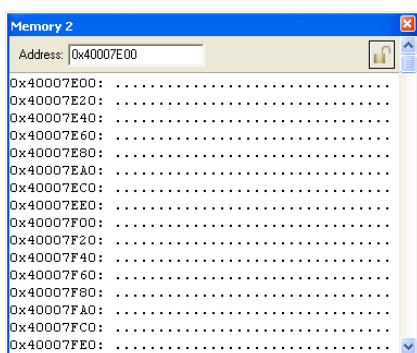 Memory 2
Address: 0x40007E00
0x40007E00: ................................
0x40007E20: ................................
0x40007E40: ................................
0x40007E60: ................................
0x40007E80: ................................
0x40007EA0: ................................
0x40007EC0: ................................
0x40007EE0: ................................
0x40007F00: ................................
0x40007F20: ................................
0x40007F40: ................................
0x40007F60: ................................
0x40007F80: ................................
0x40007FA0: ................................
0x40007FC0: ................................
0x40007FE0: ................................